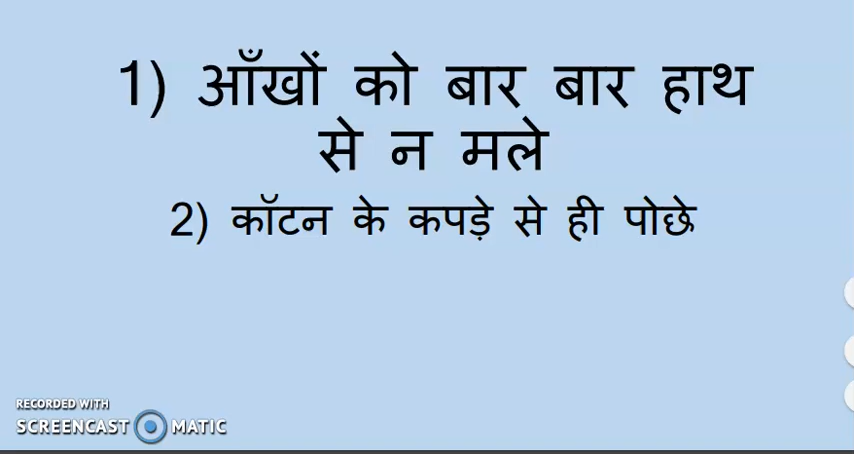 1) आँखों को बार बार हाथ
से न मले
2) कॉटन के कपड़े से ही पोछे
RECORDED WITH
SCREENCAST MATIC